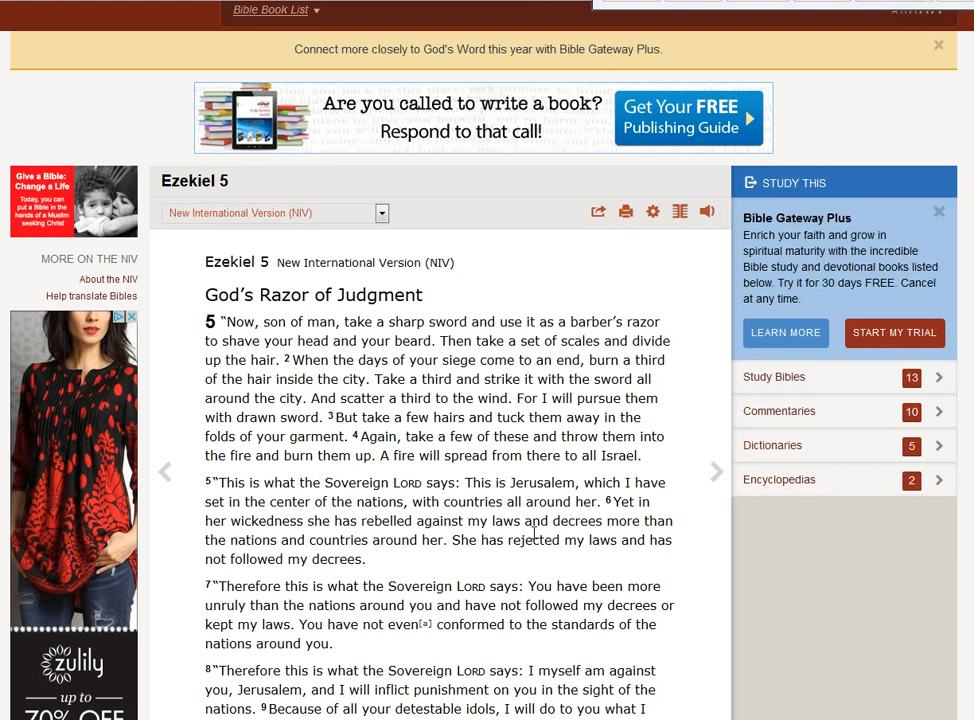 Bible Book List
Connect more closely to God's Word this year with Bible Gateway Plus.
Are you called to write a book?
Respond to that call!
Get Your FREE
Publishing Guide
Give a Bible:
Change a Life
Today, you can
put a Bible in the
hands of a Muslim
seeking Christ
MORE ON THE NIV
About the NIV
Help translate Bibles
zulily
up to
70% OFF
Ezekiel 5
New International Version (NIV)
Ezekiel 5 New International Version (NIV)
God’s Razor of Judgment
5 “Now, son of man, take a sharp sword and use it as a barber’s razor
to shave your head and your beard. Then take a set of scales and divide
up the hair. 2 When the days of your siege come to an end, burn a third
of the hair inside the city. Take a third and strike it with the sword all
around the city. And scatter a third to the wind. For I will pursue them
with drawn sword. 3 But take a few hairs and tuck them away in the
folds of your garment. 4 Again, take a few of these and throw them into
the fire and burn them up. A fire will spread from there to all Israel.
5 “This is what the Sovereign LORD says: This is Jerusalem, which I have
set in the center of the nations, with countries all around her. 6 Yet in
her wickedness she has rebelled against my laws and decrees more than
the nations and countries around her. She has rejected my laws and has
not followed my decrees.
7 “Therefore this is what the Sovereign LORD says: You have been more
unruly than the nations around you and have not followed my decrees or
kept my laws. You have not even[a] conformed to the standards of the
nations around you.
8 “Therefore this is what the Sovereign LORD says: I myself am against
you, Jerusalem, and I will inflict punishment on you in the sight of the
nations. 9 Because of all your detestable idols, I will do to you what I
STUDY THIS
Bible Gateway Plus
Enrich your faith and grow in
spiritual maturity with the incredible
Bible study and devotional books listed
below. Try it for 30 days FREE. Cancel
at any time.
LEARN MORE START MY TRIAL
Study Bibles 13
Commentaries 10
Dictionaries 5
Encyclopedias 2